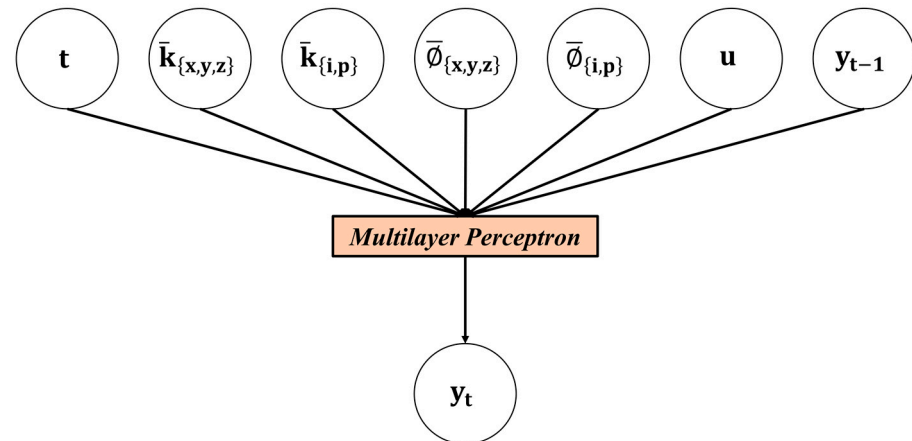 t
k̄{x,y,z}
k̄{i,p}
∅̅{x,y,z}
∅̅{i,p}
u
yt−1
Multilayer Perceptron
yt